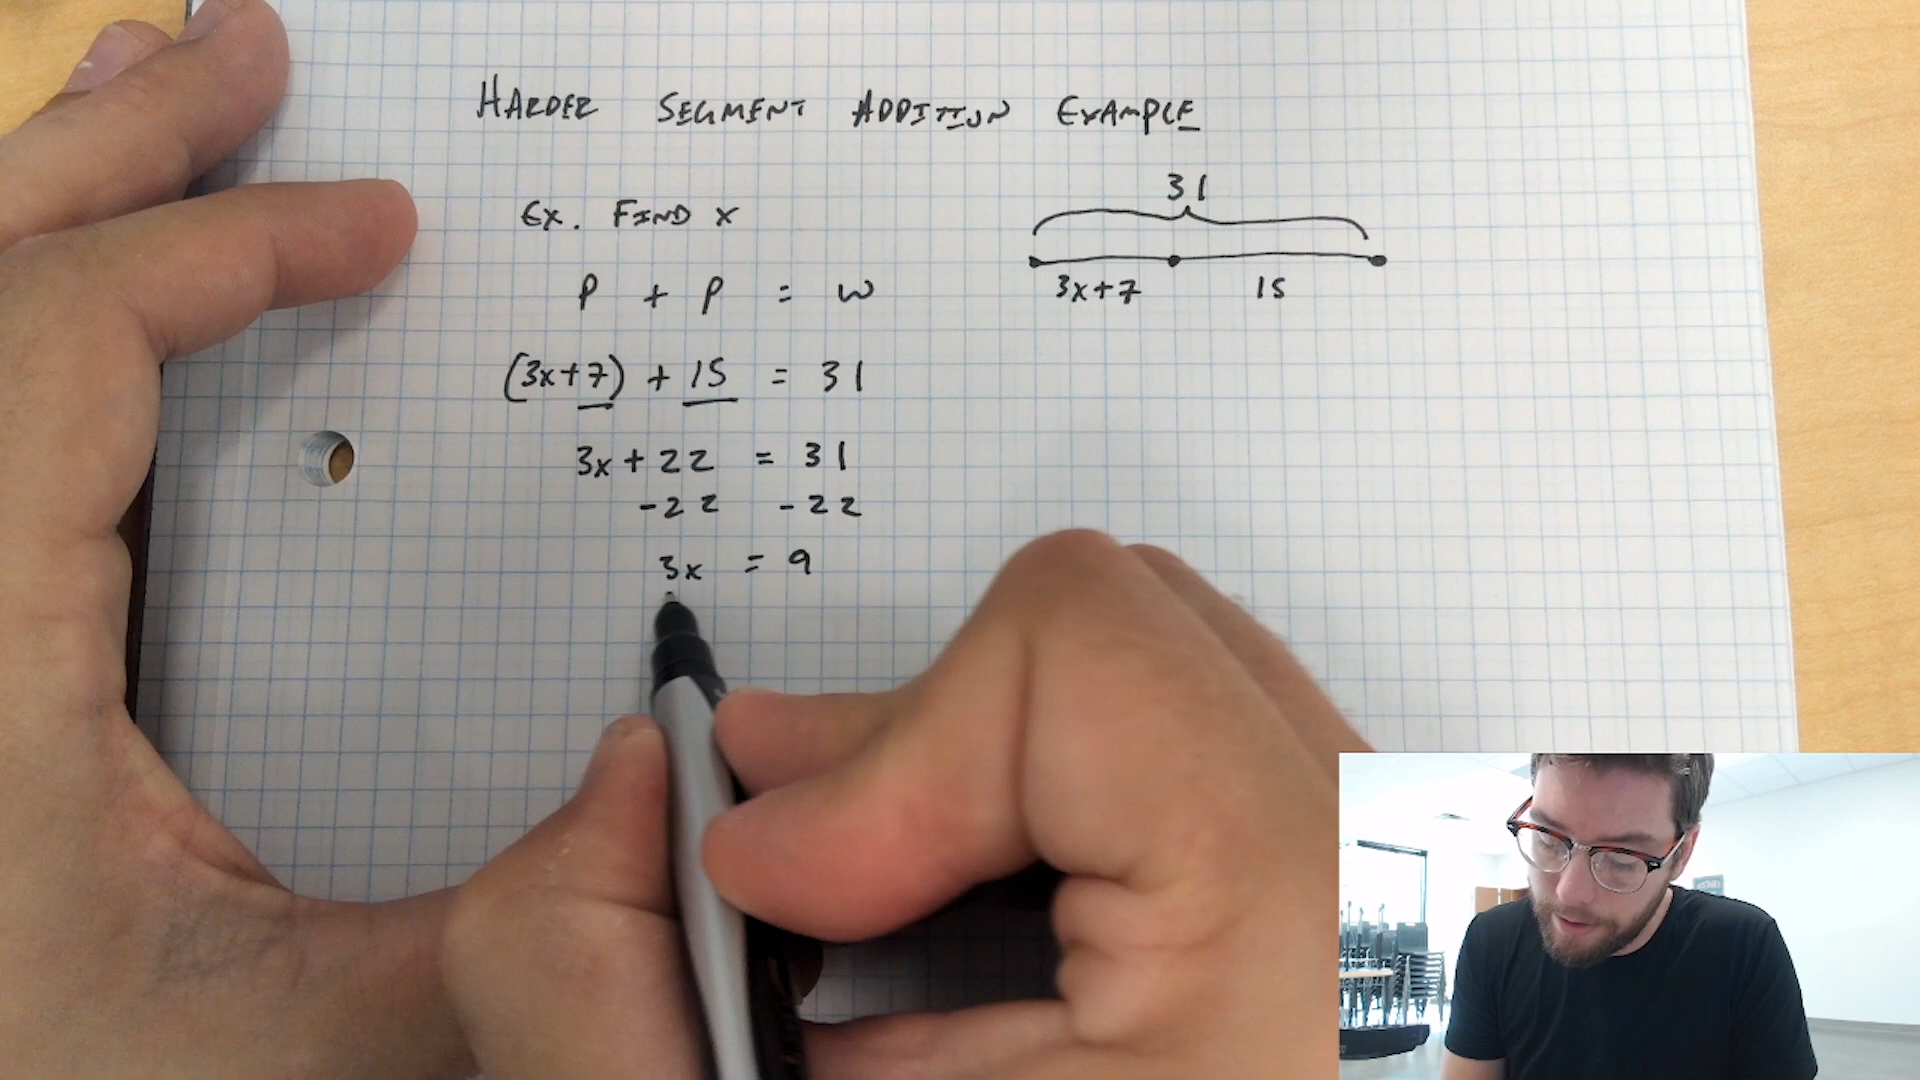 HARDER SEGMENT ADDITION EXAMPLE
Ex. FIND x
P + P = W
(3x+7) + 15 = 31
3x+22 = 31
-22 -22
3x = 9
31
3x+7 15